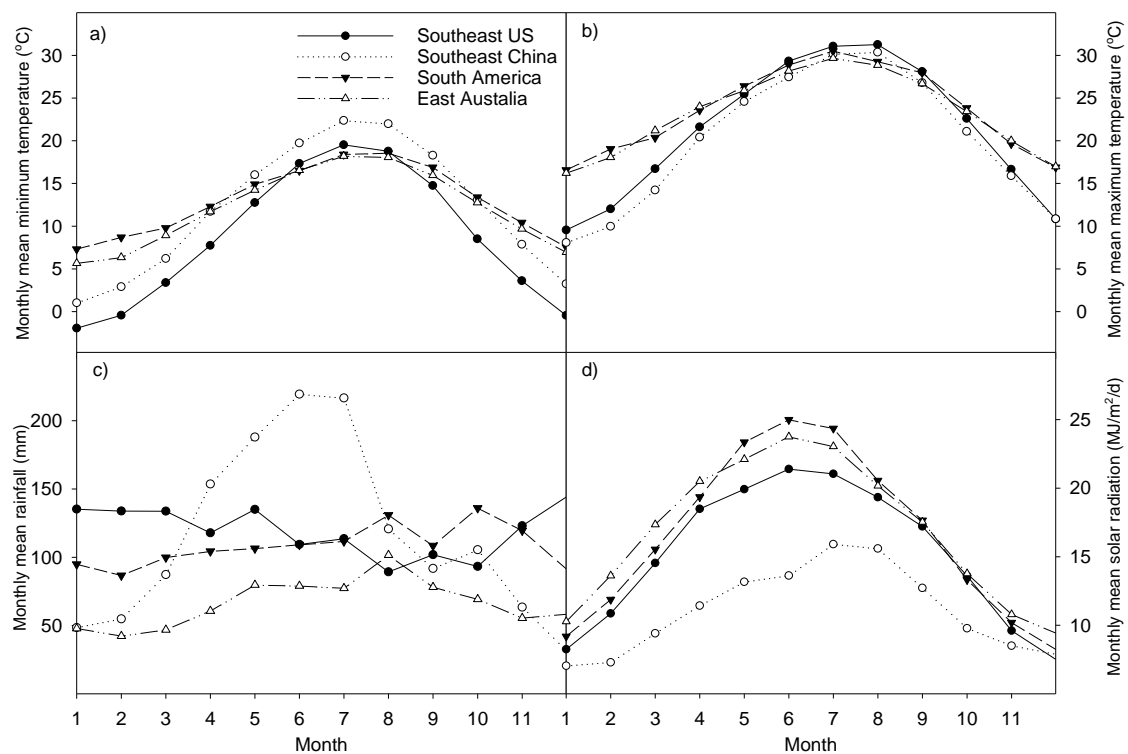 a)
Southeast US
Southeast China
South America
East Austalia
b)
Monthly mean minimum temperature (°C)
30
25
20
15
10
5
0
30
25
20
15
10
5
0
Monthly mean maximum temperature (°C)
c)
d)
Monthly mean rainfall (mm)
200
150
100
50
25
20
15
10
Monthly mean solar radiation (MJ/m²/d)
1 2 3 4 5 6 7 8 9 10 11 1 2 3 4 5 6 7 8 9 10 11
Month Month